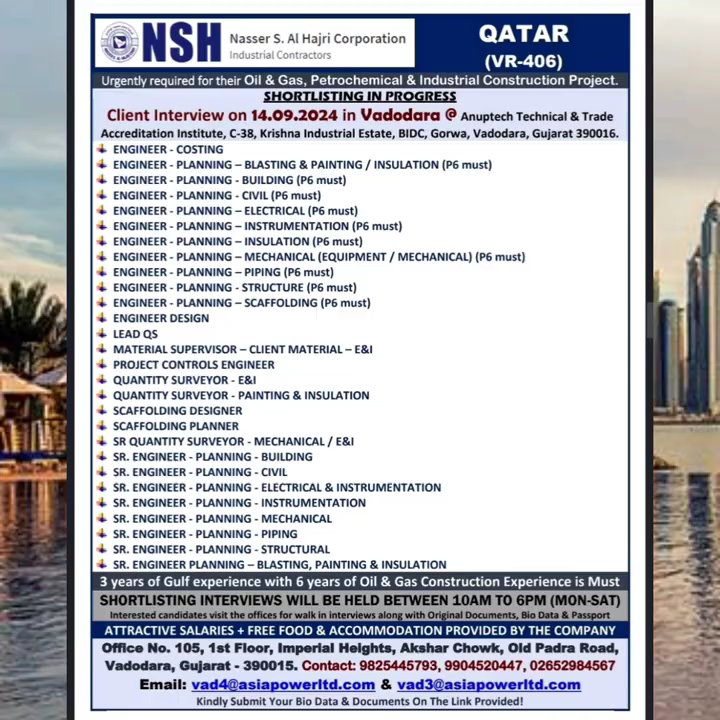 NSH
Nasser S. Al Hajri Corporation
Industrial Contractors
QATAR
(VR-406)
Urgently required for their Oil & Gas, Petrochemical & Industrial Construction Project.
SHORTLISTING IN PROGRESS
Client Interview on 14.09.2024 in Vadodara @ Anuptech Technical & Trade
Accreditation Institute, C-38, Krishna Industrial Estate, BIDC, Gorwa, Vadodara, Gujarat 390016.
ENGINEER - COSTING
ENGINEER - PLANNING – BLASTING & PAINTING / INSULATION (P6 must)
ENGINEER - PLANNING - BUILDING (P6 must)
ENGINEER - PLANNING - CIVIL (P6 must)
ENGINEER - PLANNING – ELECTRICAL (P6 must)
ENGINEER - PLANNING - INSTRUMENTATION (P6 must)
ENGINEER - PLANNING – INSULATION (P6 must)
ENGINEER - PLANNING – MECHANICAL (EQUIPMENT / MECHANICAL) (P6 must)
ENGINEER - PLANNING - PIPING (P6 must)
ENGINEER - PLANNING - STRUCTURE (P6 must)
ENGINEER - PLANNING – SCAFFOLDING (P6 must)
ENGINEER DESIGN
LEAD QS
MATERIAL SUPERVISOR – CLIENT MATERIAL – E&I
PROJECT CONTROLS ENGINEER
QUANTITY SURVEYOR - E&I
QUANTITY SURVEYOR - PAINTING & INSULATION
SCAFFOLDING DESIGNER
SCAFFOLDING PLANNER
SR QUANTITY SURVEYOR - MECHANICAL / E&I
SR. ENGINEER - PLANNING - BUILDING
SR. ENGINEER - PLANNING - CIVIL
SR. ENGINEER - PLANNING - ELECTRICAL & INSTRUMENTATION
SR. ENGINEER - PLANNING - INSTRUMENTATION
SR. ENGINEER - PLANNING - MECHANICAL
SR. ENGINEER - PLANNING - PIPING
SR. ENGINEER - PLANNING - STRUCTURAL
SR. ENGINEER PLANNING – BLASTING, PAINTING & INSULATION
3 years of Gulf experience with 6 years of Oil & Gas Construction Experience is Must
SHORTLISTING INTERVIEWS WILL BE HELD BETWEEN 10AM TO 6PM (MON-SAT)
Interested candidates visit the offices for walk in interviews along with Original Documents, Bio Data & Passport
ATTRACTIVE SALARIES + FREE FOOD & ACCOMMODATION PROVIDED BY THE COMPANY
Office No. 105, 1st Floor, Imperial Heights, Akshar Chowk, Old Padra Road,
Vadodara, Gujarat - 390015. Contact: 9825445793, 9904520447, 02652984567
Email: vad4@asiapowerltd.com & vad3@asiapowerltd.com
Kindly Submit Your Bio Data & Documents On The Link Provided!